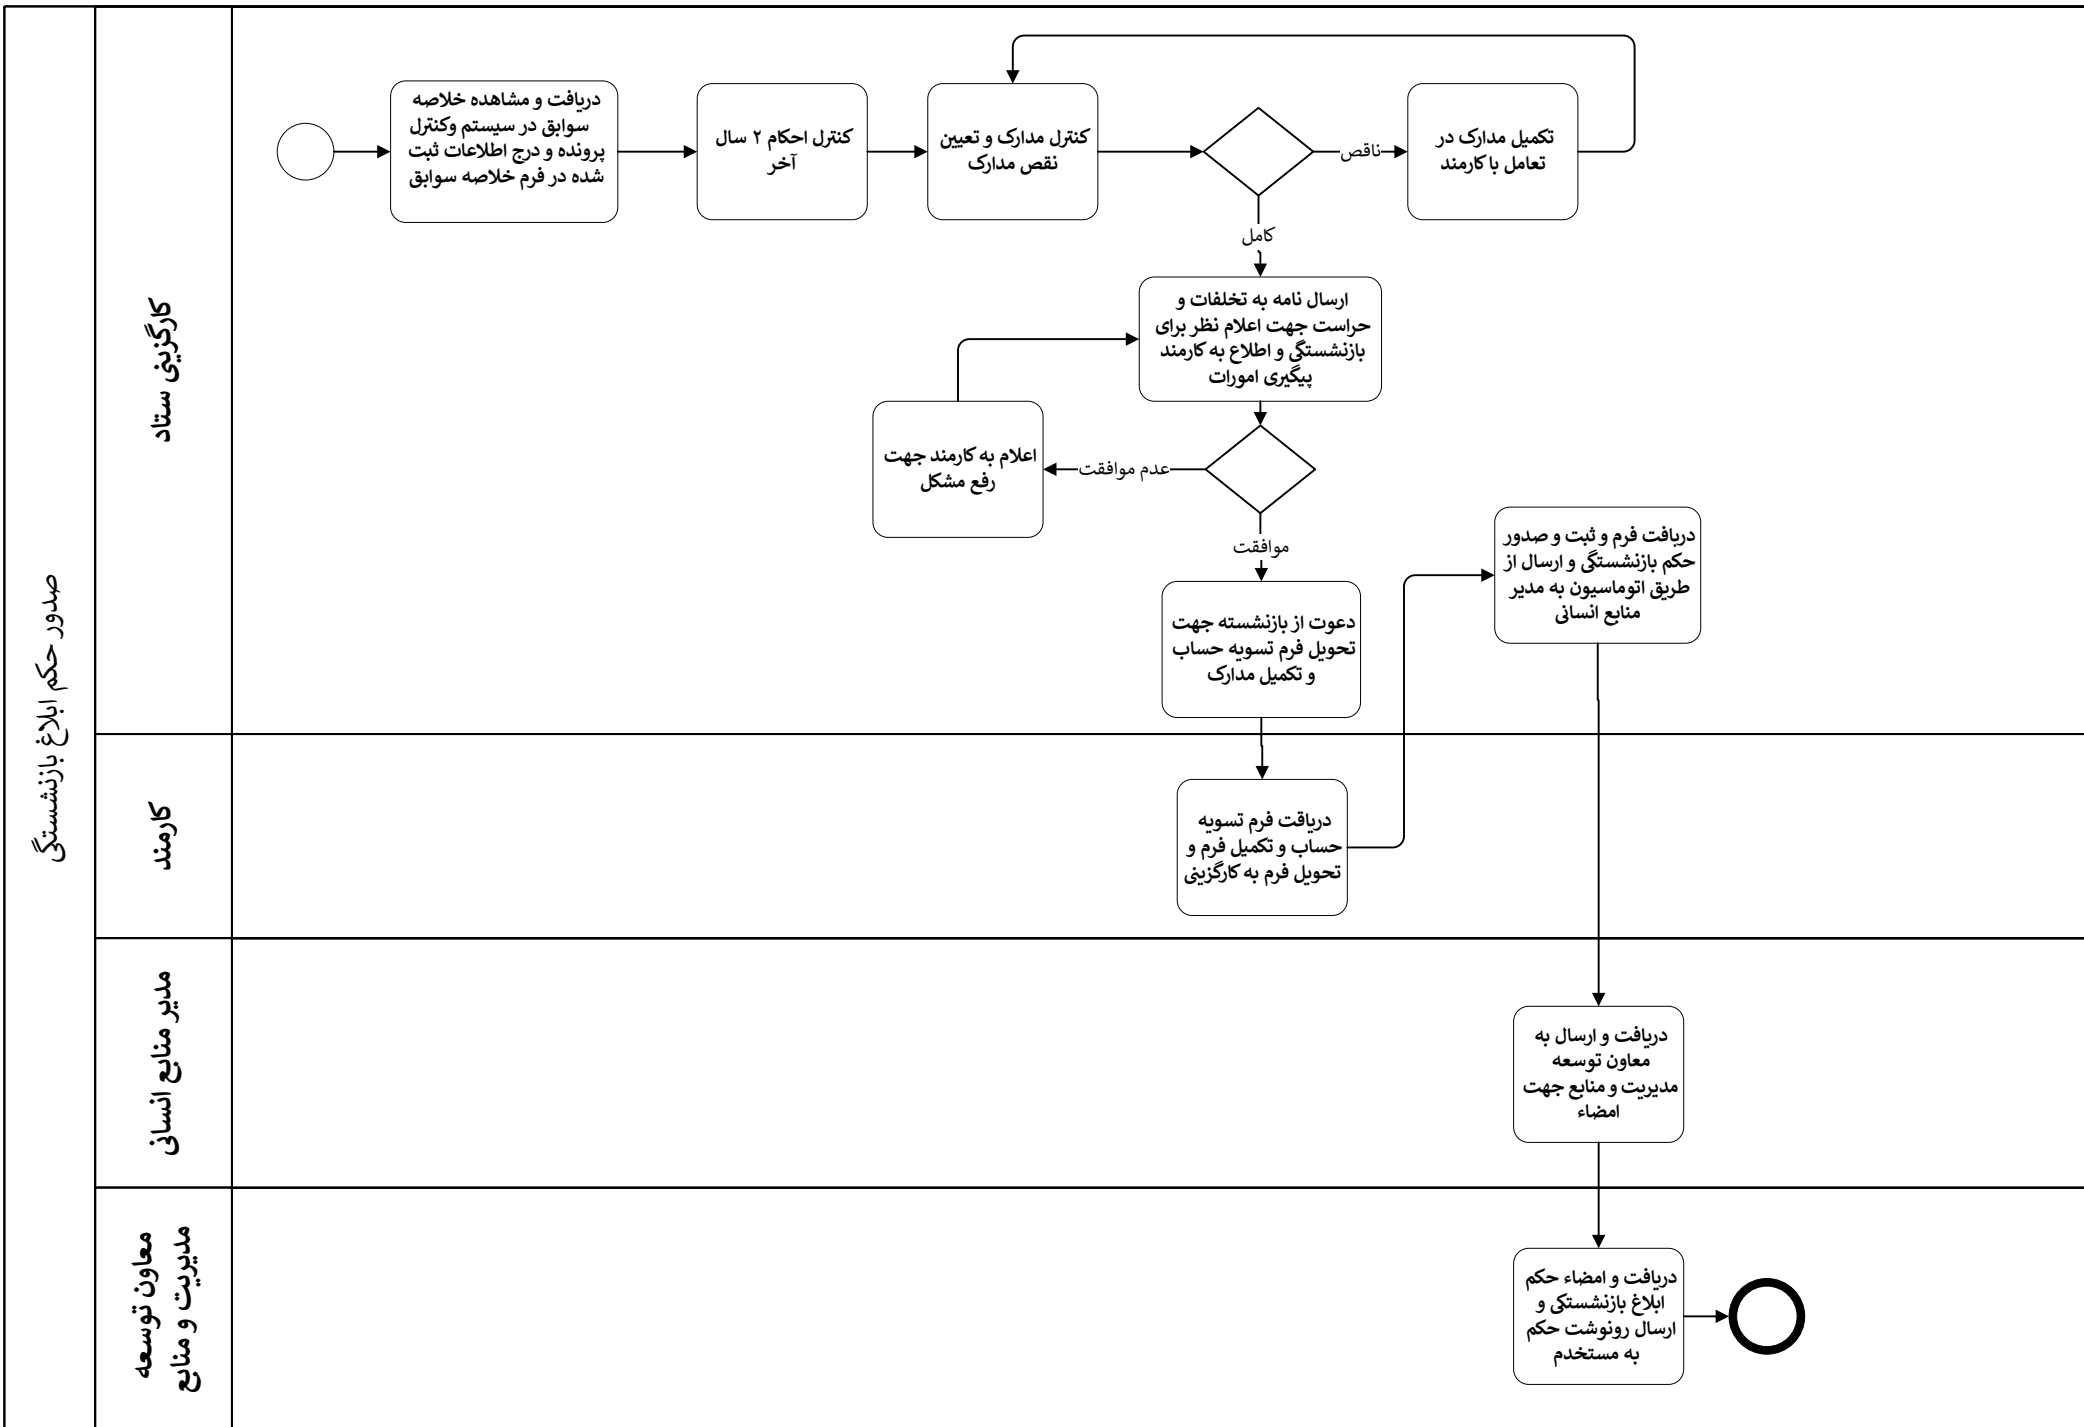 صدور حکم ابلاغ بازنشستگی
کارگزینی ستاد
دریافت و مشاهده خلاصه
سوابق در سیستم وکنترل
پرونده و درج اطلاعات ثبت
شده در فرم خلاصه سوابق
کنترل احکام ۲ سال
آخر
کنترل مدارک و تعیین
نقص مدارک
ناقص
تکمیل مدارک در
تعامل با کارمند
کامل
ارسال نامه به تخلفات و
حراست جهت اعلام نظر برای
بازنشستگی و اطلاع به کارمند
پیگیری امورات
عدم موافقت
اعلام به کارمند جهت
رفع مشکل
موافقت
دعوت از بازنشسته جهت
تحویل فرم تسویه حساب
و تکمیل مدارک
دریافت فرم و ثبت و صدور
حکم بازنشستگی و ارسال از
طریق اتوماسیون به مدیر
منابع انسانی
کارمند
دریاقت فرم تسویه
حساب و تکمیل فرم و
تحویل فرم به کارگزینی
مدیر منابع انسانی
دریافت و ارسال به
معاون توسعه
مدیریت و منابع جهت
امضاء
معاون توسعه
مدیریت و منابع
دریافت و امضاء حکم
ابلاغ بازنشستکی و
ارسال رونوشت حکم
به مستخدم